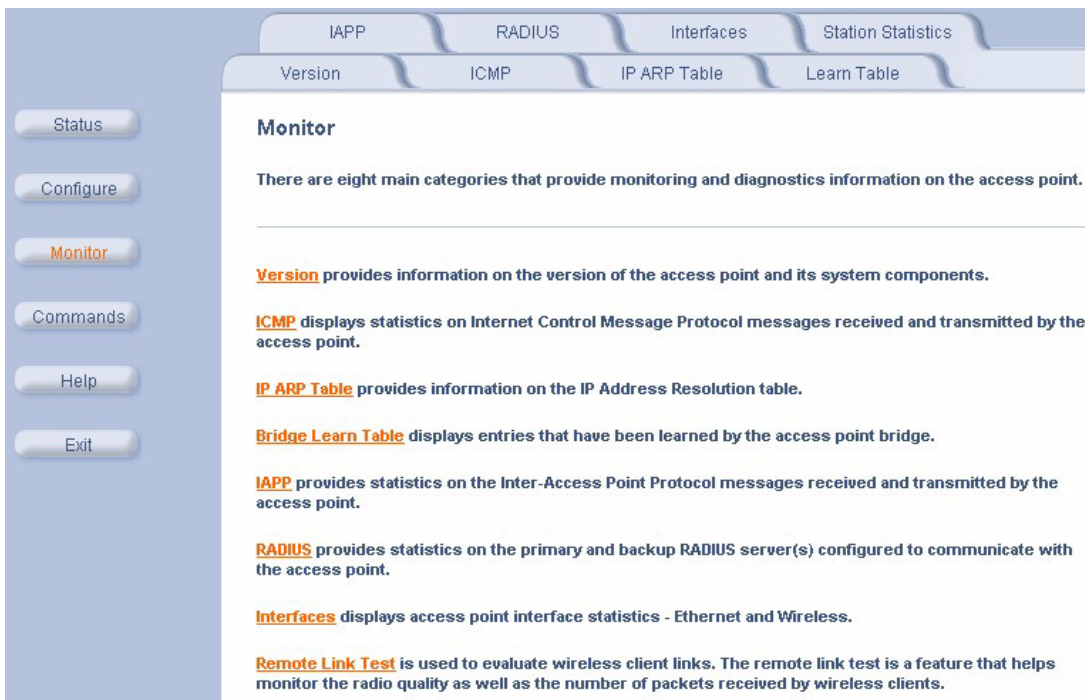 IAPP RADIUS Interfaces Station Statistics
Version ICMP IP ARP Table Learn Table
Status
Configure
Monitor
Commands
Help
Exit
Monitor
There are eight main categories that provide monitoring and diagnostics information on the access point.
Version provides information on the version of the access point and its system components.
ICMP displays statistics on Internet Control Message Protocol messages received and transmitted by the
access point.
IP ARP Table provides information on the IP Address Resolution table.
Bridge Learn Table displays entries that have been learned by the access point bridge.
IAPP provides statistics on the Inter-Access Point Protocol messages received and transmitted by the
access point.
RADIUS provides statistics on the primary and backup RADIUS server(s) configured to communicate with
the access point.
Interfaces displays access point interface statistics - Ethernet and Wireless.
Remote Link Test is used to evaluate wireless client links. The remote link test is a feature that helps
monitor the radio quality as well as the number of packets received by wireless clients.